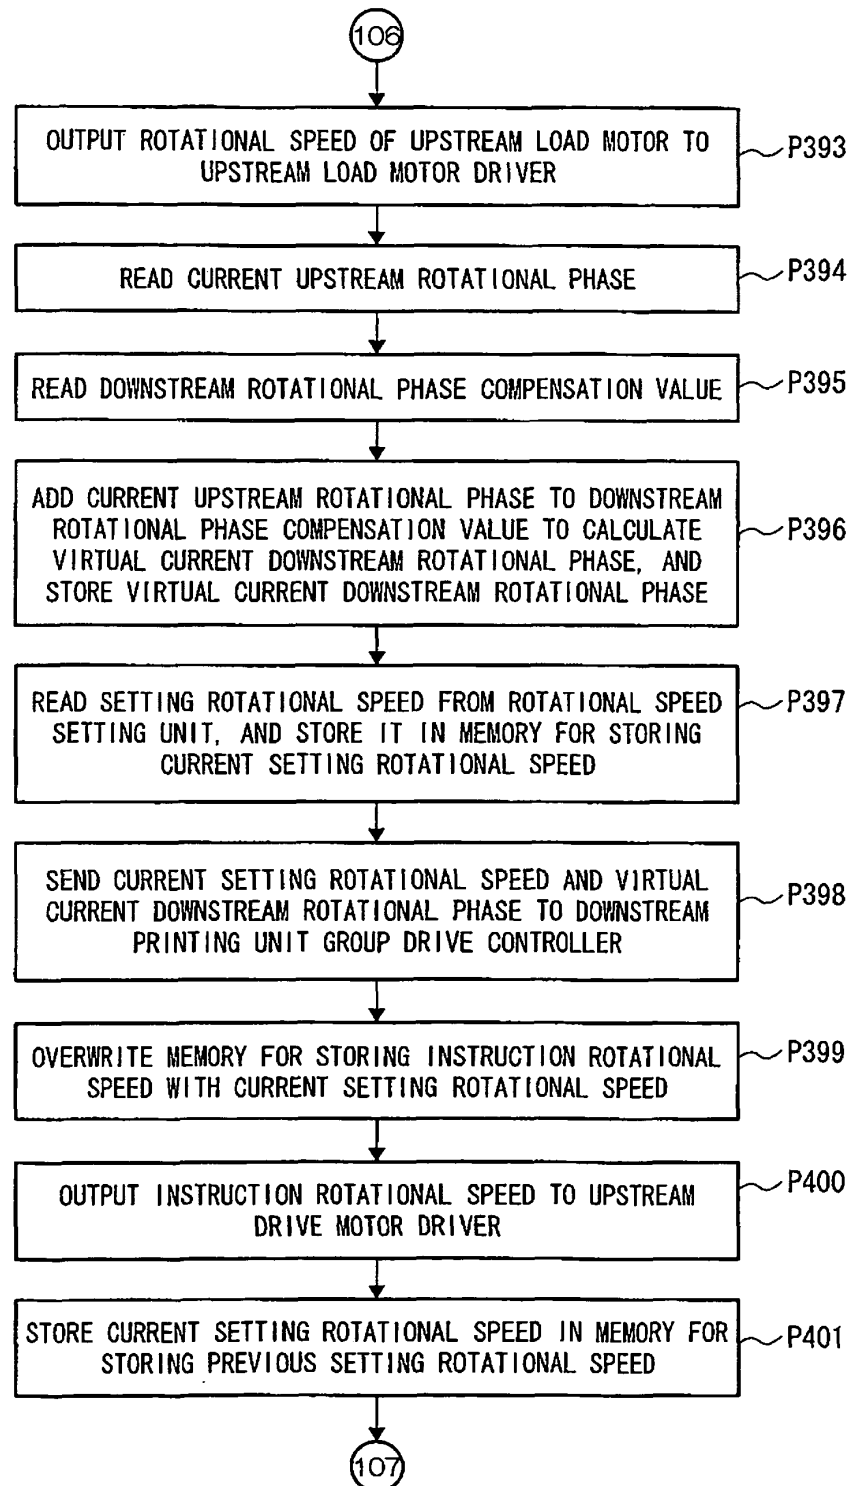 106
OUTPUT ROTATIONAL SPEED OF UPSTREAM LOAD MOTOR TO
UPSTREAM LOAD MOTOR DRIVER
P393
READ CURRENT UPSTREAM ROTATIONAL PHASE
P394
READ DOWNSTREAM ROTATIONAL PHASE COMPENSATION VALUE
P395
ADD CURRENT UPSTREAM ROTATIONAL PHASE TO DOWNSTREAM
ROTATIONAL PHASE COMPENSATION VALUE TO CALCULATE
VIRTUAL CURRENT DOWNSTREAM ROTATIONAL PHASE, AND
STORE VIRTUAL CURRENT DOWNSTREAM ROTATIONAL PHASE
P396
READ SETTING ROTATIONAL SPEED FROM ROTATIONAL SPEED
SETTING UNIT, AND STORE IT IN MEMORY FOR STORING
CURRENT SETTING ROTATIONAL SPEED
P397
SEND CURRENT SETTING ROTATIONAL SPEED AND VIRTUAL
CURRENT DOWNSTREAM ROTATIONAL PHASE TO DOWNSTREAM
PRINTING UNIT GROUP DRIVE CONTROLLER
P398
OVERWRITE MEMORY FOR STORING INSTRUCTION ROTATIONAL
SPEED WITH CURRENT SETTING ROTATIONAL SPEED
P399
OUTPUT INSTRUCTION ROTATIONAL SPEED TO UPSTREAM
DRIVE MOTOR DRIVER
P400
STORE CURRENT SETTING ROTATIONAL SPEED IN MEMORY FOR
STORING PREVIOUS SETTING ROTATIONAL SPEED
P401
107